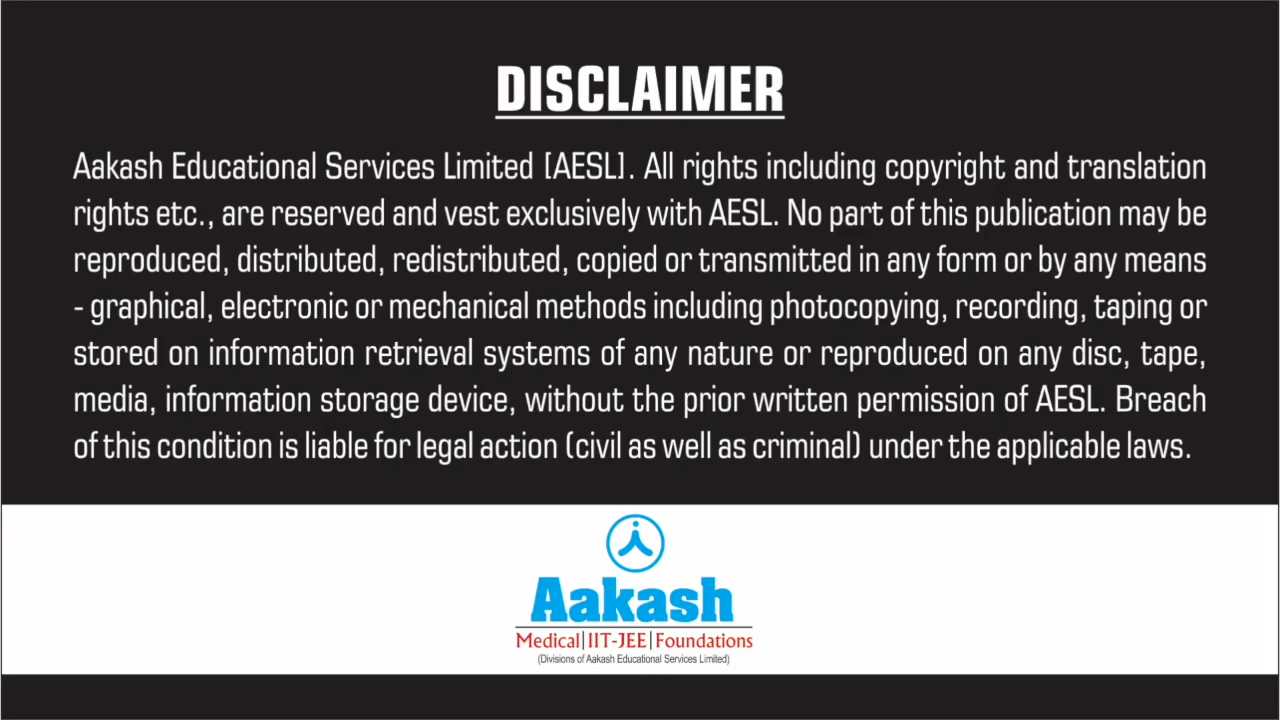 DISCLAIMER
Aakash Educational Services Limited [AESL]. All rights including copyright and translation
rights etc., are reserved and vest exclusively with AESL. No part of this publication may be
reproduced, distributed, redistributed, copied or transmitted in any form or by any means
- graphical, electronic or mechanical methods including photocopying, recording, taping or
stored on information retrieval systems of any nature or reproduced on any disc, tape,
media, information storage device, without the prior written permission of AESL. Breach
of this condition is liable for legal action (civil as well as criminal) under the applicable laws.
Aakash
Medical|IIT-JEE|Foundations
(Divisions of Aakash Educational Services Limited)